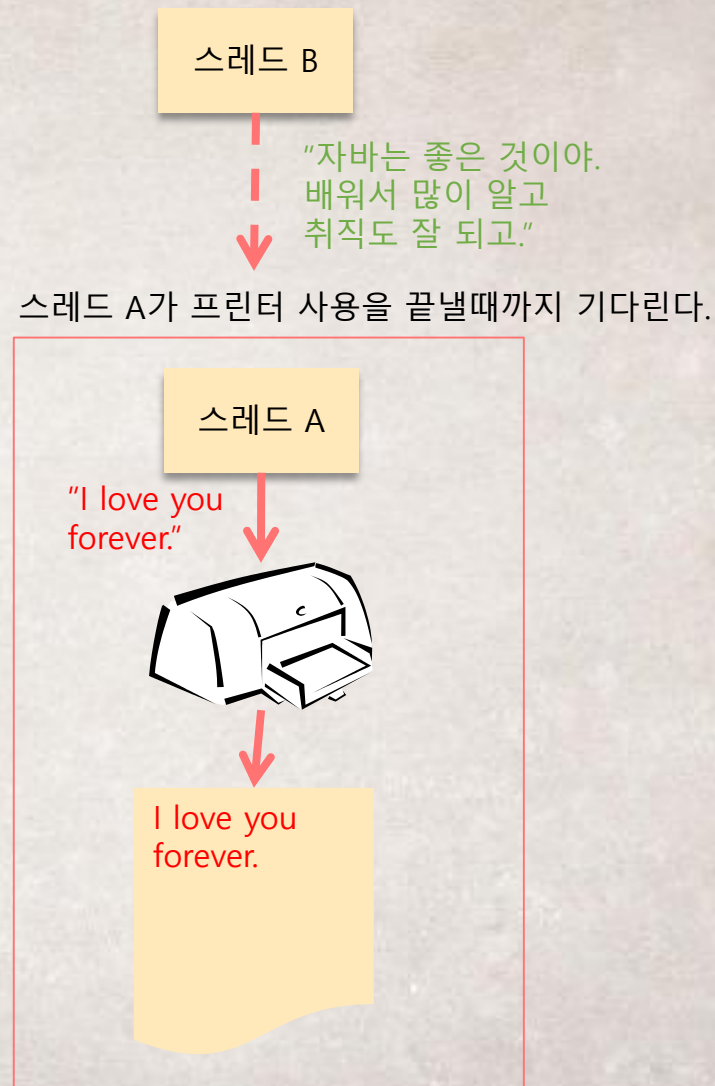 스레드 B
"자바는 좋은 것이야.
배워서 많이 알고
취직도 잘 되고."
스레드 A가 프린터 사용을 끝낼때까지 기다린다.
스레드 A
"I love you
forever."
I love you
forever.